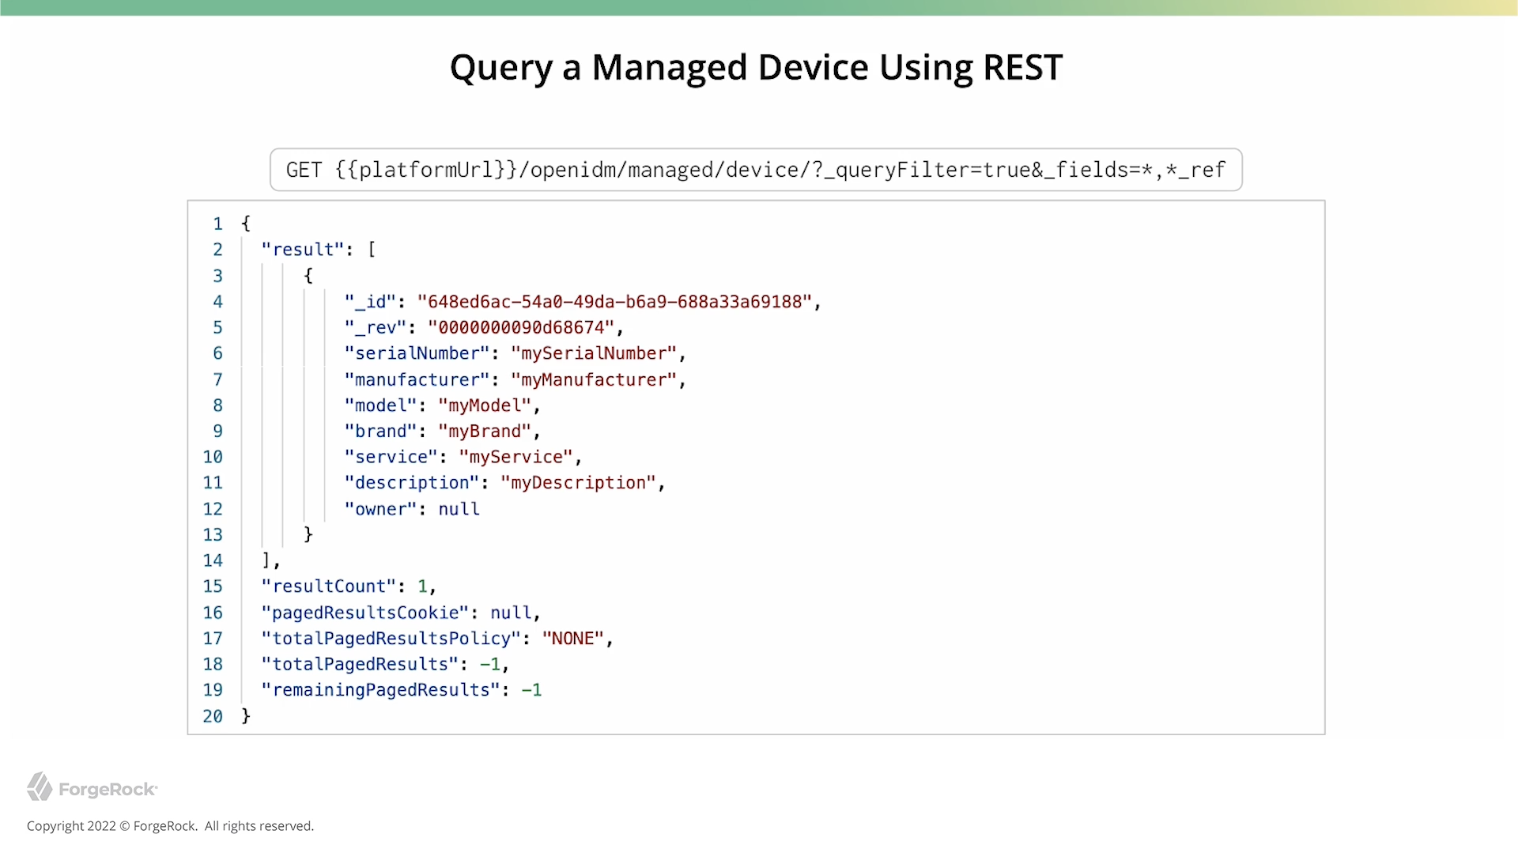 Query a Managed Device Using REST
GET {{platformUrl}}/openidm/managed/device/?_queryFilter=true&_fields=*,*_ref
1 {
2 "result": [
3 {
4 "_id": "648ed6ac-54a0-49da-b6a9-688a33a69188",
5 "_rev": "0000000090d68674",
6 "serialNumber": "mySerialNumber",
7 "manufacturer": "myManufacturer",
8 "model": "myModel",
9 "brand": "myBrand",
10 "service": "myService",
11 "description": "myDescription",
12 "owner": null
13 }
14 ],
15 "resultCount": 1,
16 "pagedResultsCookie": null,
17 "totalPagedResultsPolicy": "NONE",
18 "totalPagedResults": -1,
19 "remainingPagedResults": -1
20 }
ForgeRock
Copyright 2022 © ForgeRock. All rights reserved.